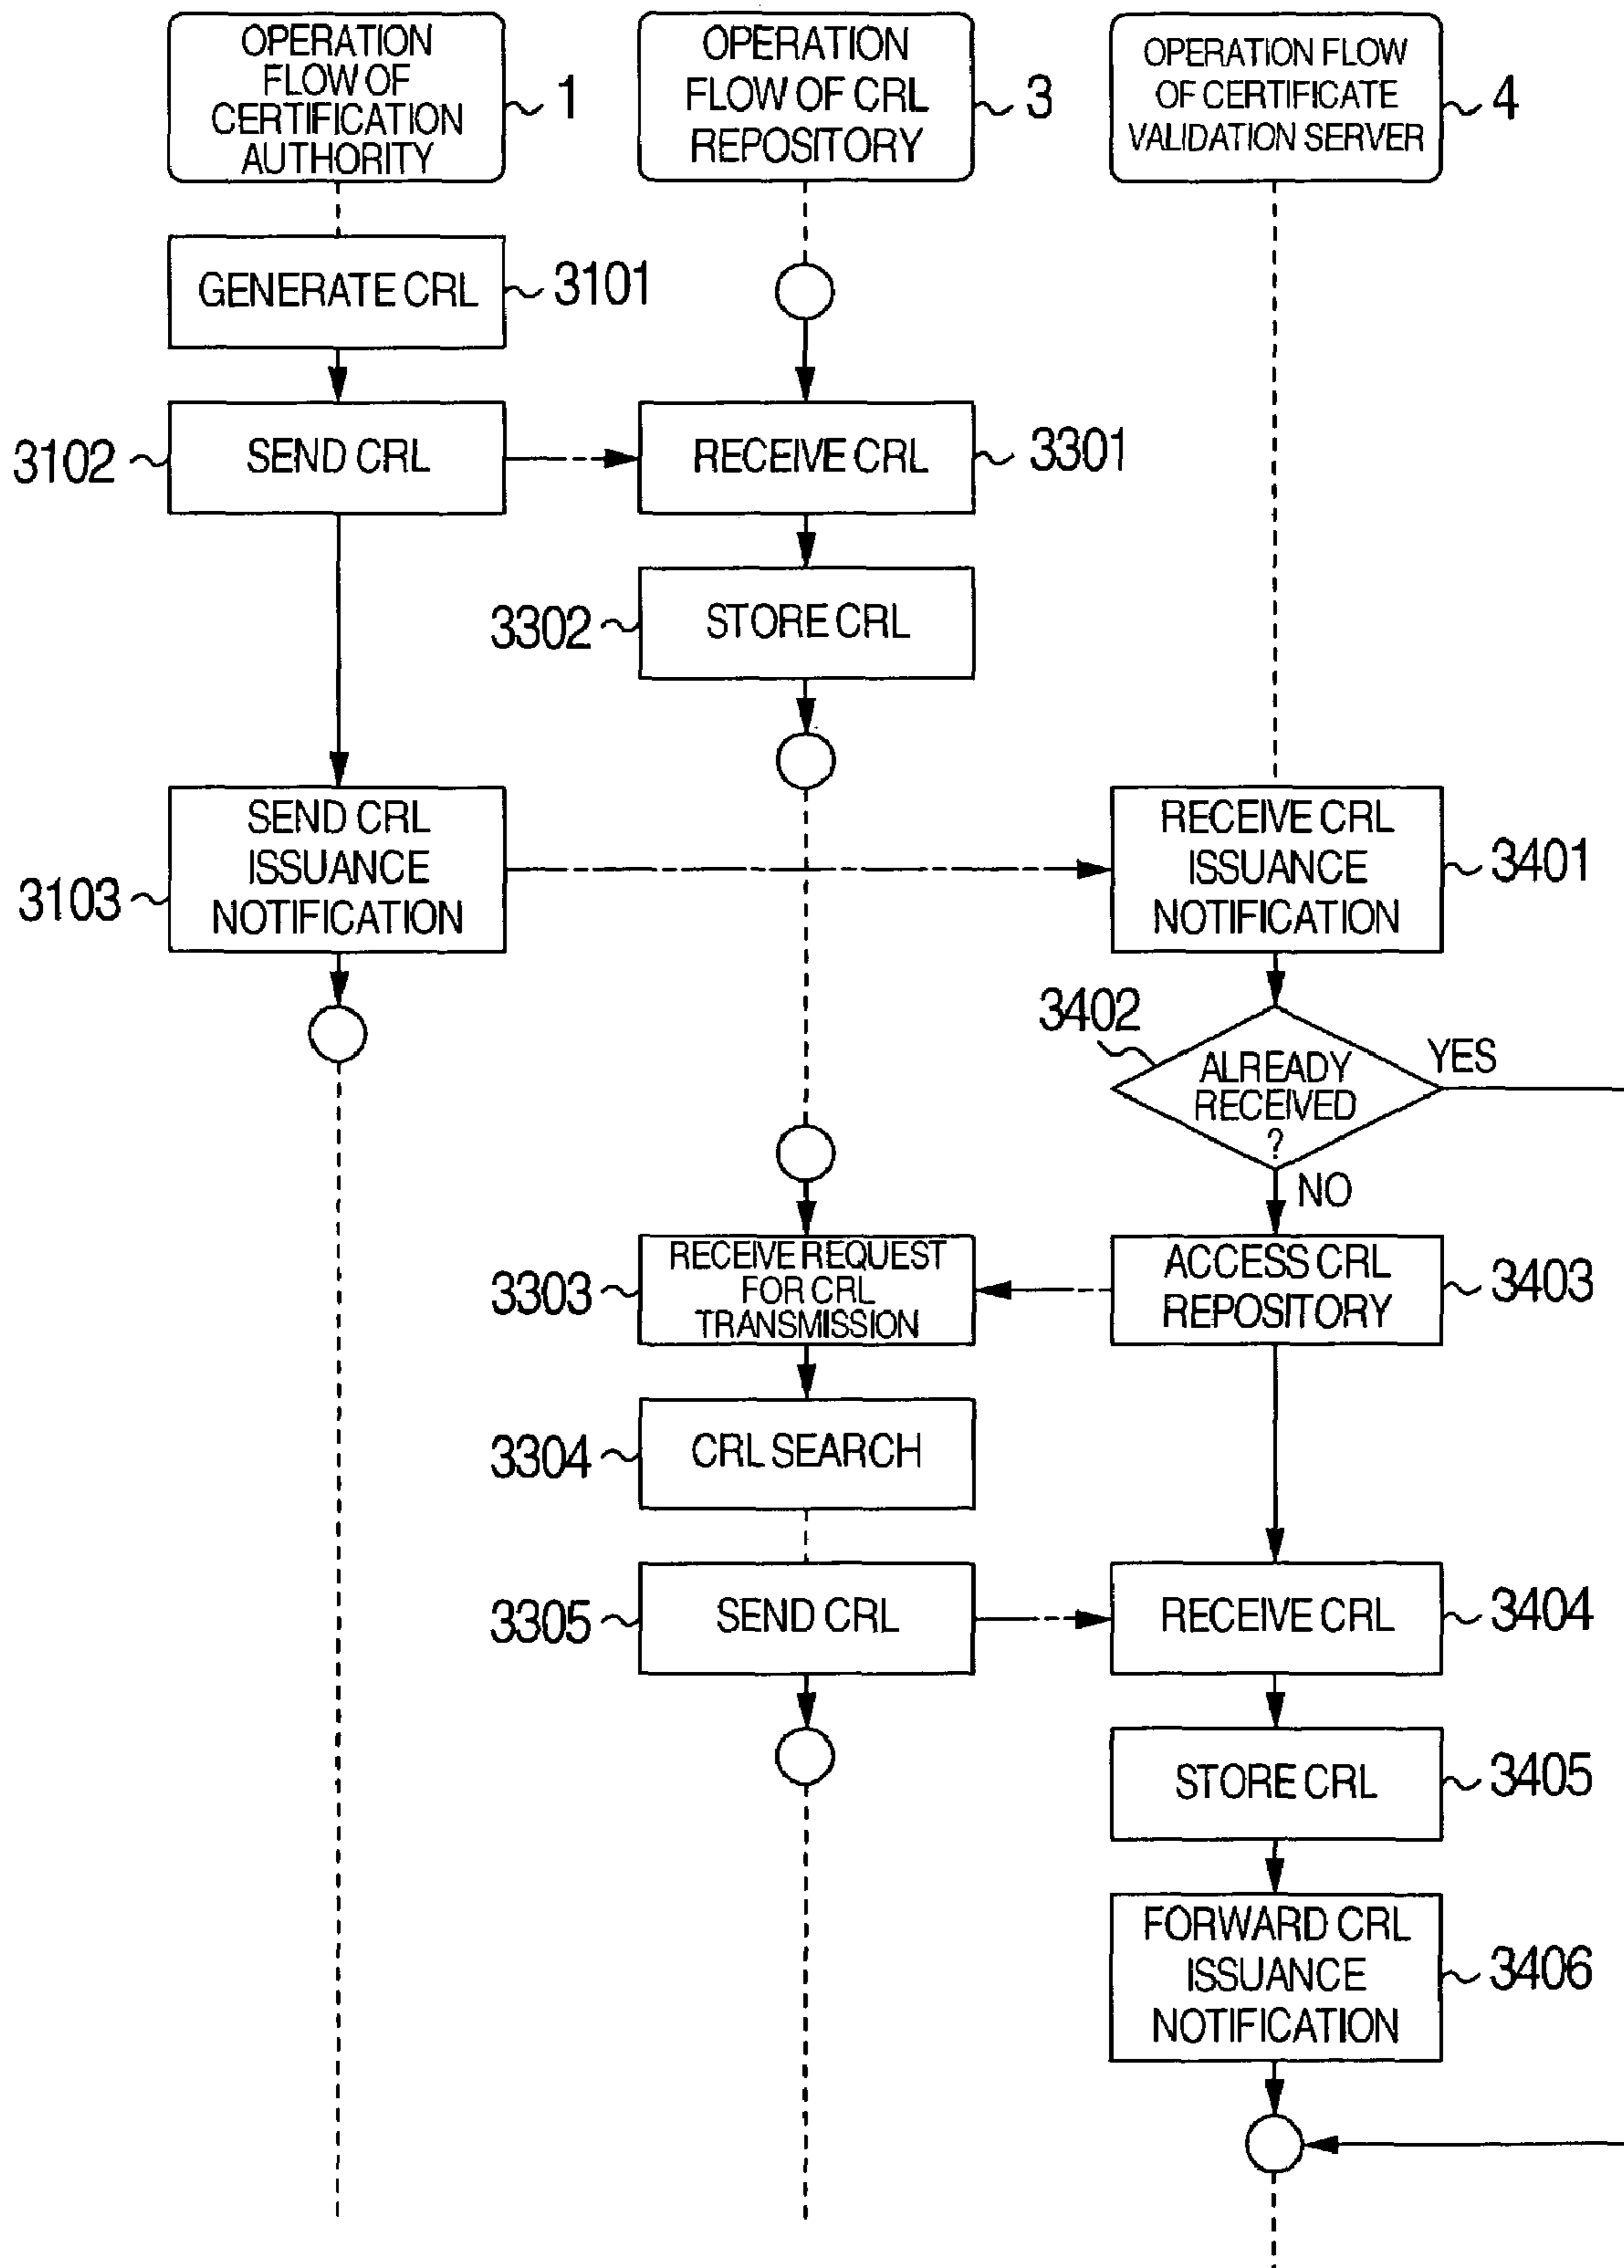 OPERATION
FLOW OF
CERTIFICATION
AUTHORITY
1
OPERATION
FLOW OF CRL
REPOSITORY
3
OPERATION FLOW
OF CERTIFICATE
VALIDATION SERVER
4
GENERATE CRL
3101
3102
SEND CRL
RECEIVE CRL
3301
3302
STORE CRL
3103
SEND CRL
ISSUANCE
NOTIFICATION
RECEIVE CRL
ISSUANCE
NOTIFICATION
3401
3402
ALREADY
RECEIVED
?
YES
NO
3303
RECEIVE REQUEST
FOR CRL
TRANSMISSION
ACCESS CRL
REPOSITORY
3403
3304
CRL SEARCH
3305
SEND CRL
RECEIVE CRL
3404
STORE CRL
3405
FORWARD CRL
ISSUANCE
NOTIFICATION
3406